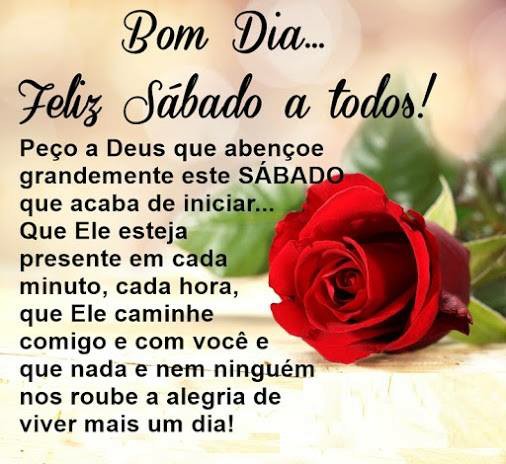 Bom Dia...
Feliz Sábado a todos!
Peço a Deus que abençoe
grandemente este SÁBADO
que acaba de iniciar...
Que Ele esteja
presente em cada
minuto, cada hora,
que Ele caminhe
comigo e com você e
que nada e nem ninguém
nos roube a alegria de
viver mais um dia!